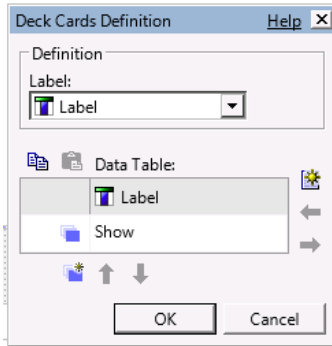 Deck Cards Definition Help
Definition
Label:
Label
Data Table:
Label
Show
OK Cancel